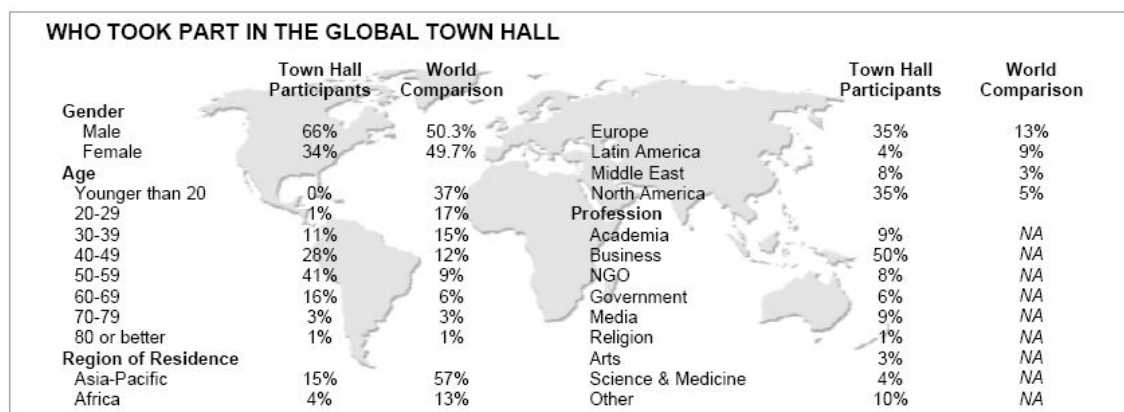 WHO TOOK PART IN THE GLOBAL TOWN HALL
Town Hall Participants World Comparison
Gender
Male 66% 50.3%
Female 34% 49.7%
Age
Younger than 20 0% 37%
20-29 1% 17%
30-39 11% 15%
40-49 28% 12%
50-59 41% 9%
60-69 16% 6%
70-79 3% 3%
80 or better 1% 1%
Region of Residence
Asia-Pacific 15% 57%
Africa 4% 13%
Town Hall Participants World Comparison
Europe 35% 13%
Latin America 4% 9%
Middle East 8% 3%
North America 35% 5%
Profession
Academia 9% NA
Business 50% NA
NGO 8% NA
Government 6% NA
Media 9% NA
Religion 1% NA
Arts 3% NA
Science & Medicine 4% NA
Other 10% NA